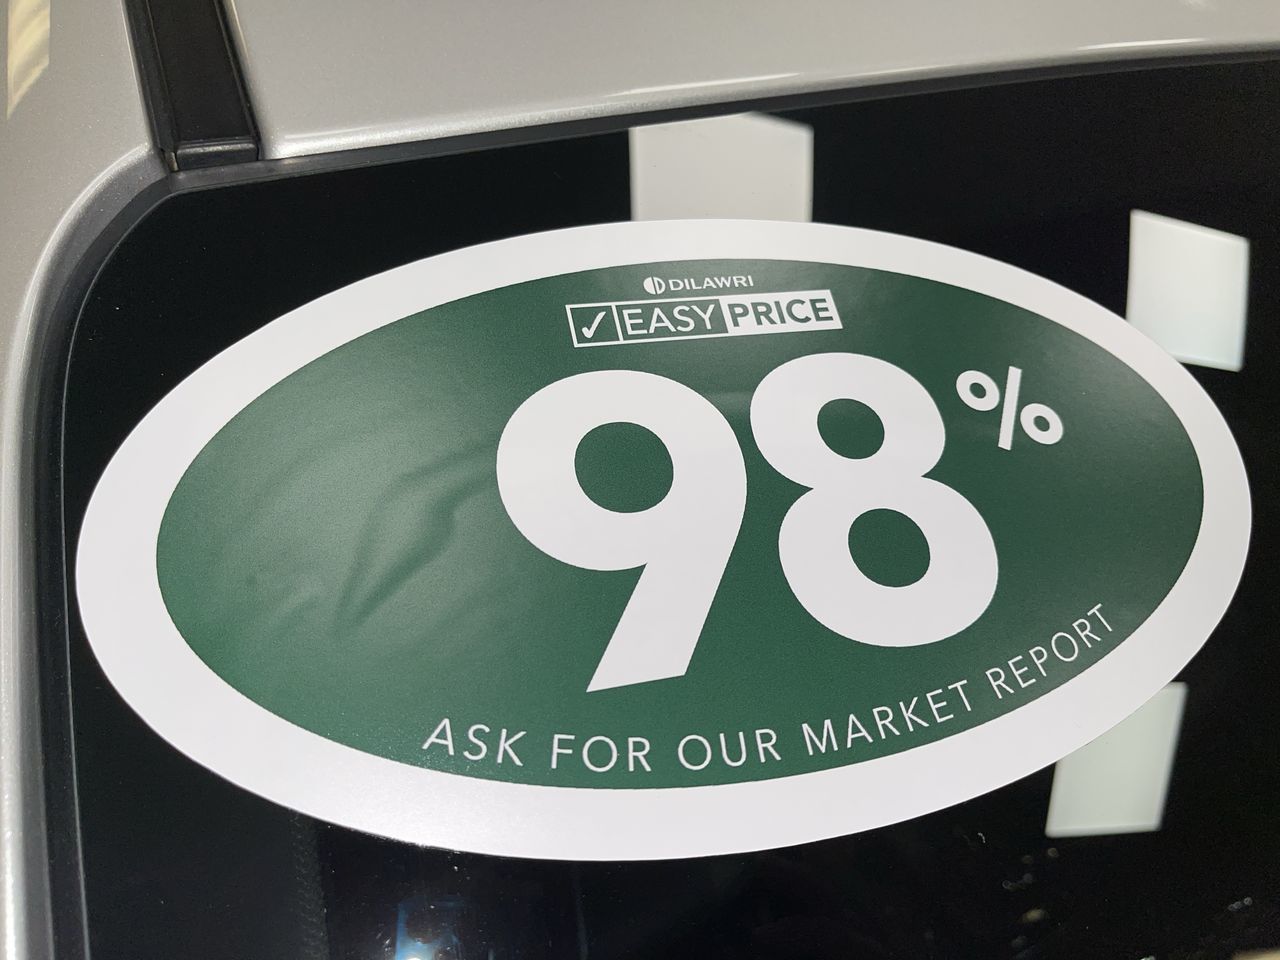 DILAWRI
✓ EASY PRICE
98%
ASK FOR OUR MARKET REPORT